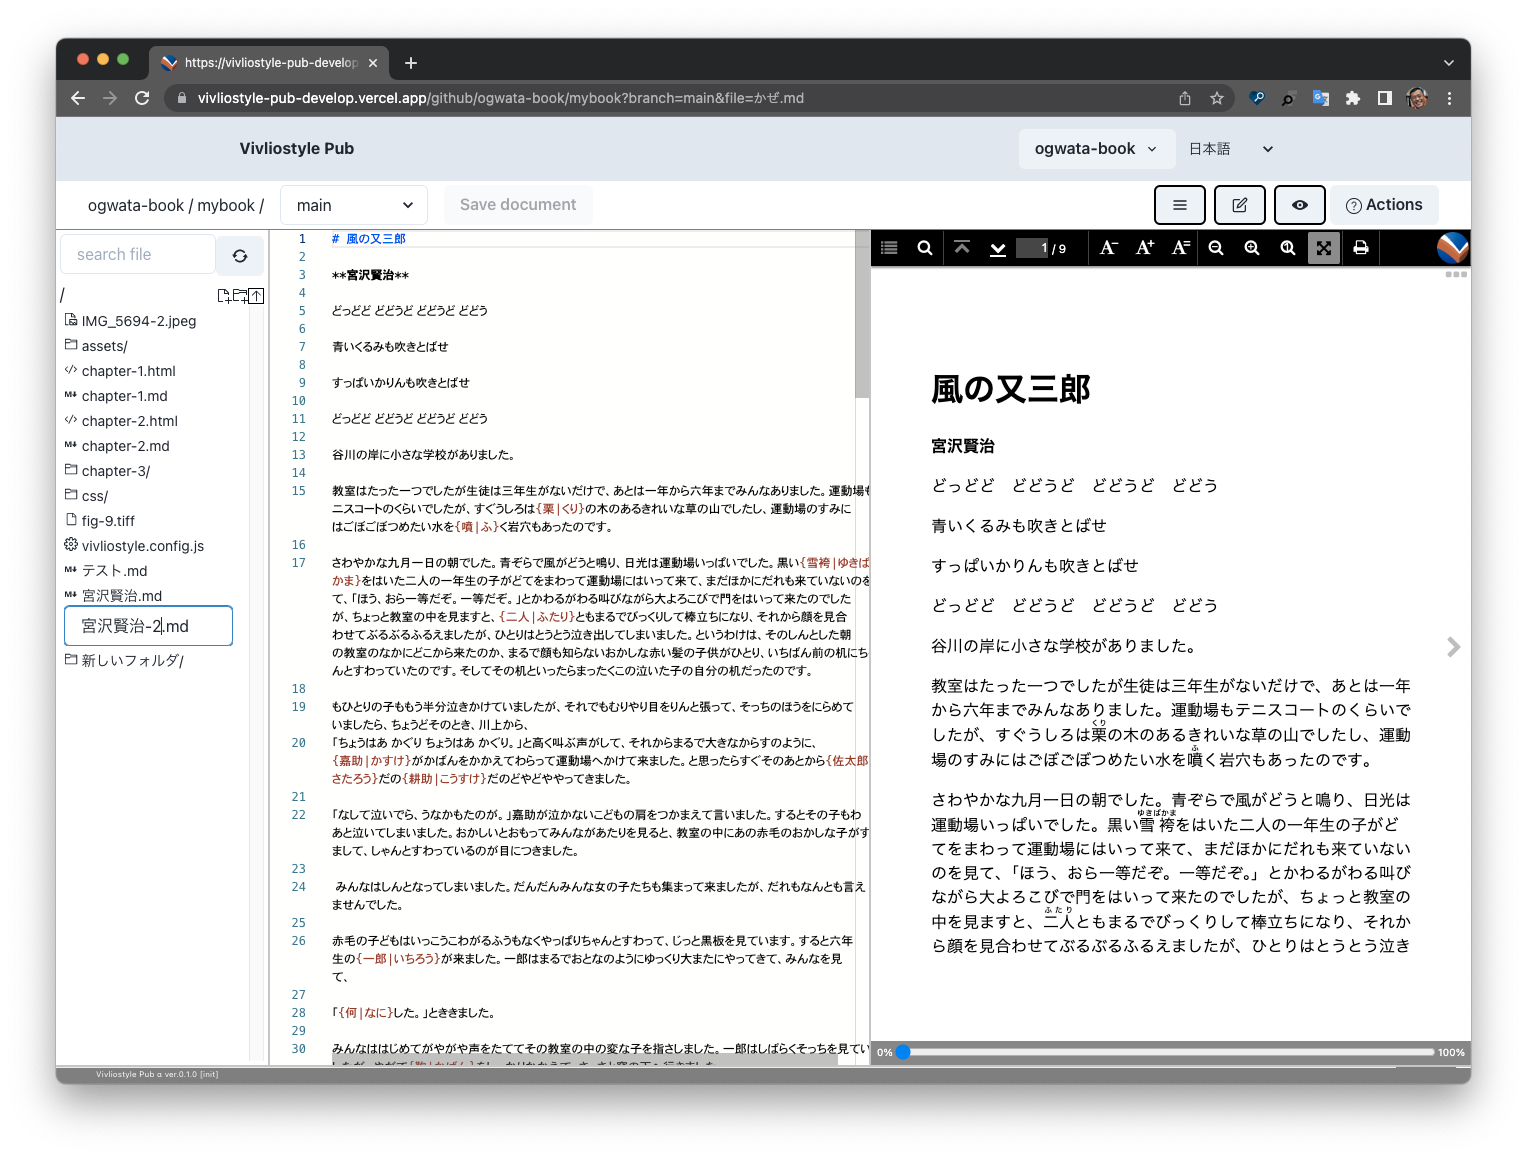 https://vivliostyle-pub-develop
vivliostyle-pub-develop.vercel.app/github/ogwata-book/mybook?branch=main&file=かぜ.md
Vivliostyle Pub
ogwata-book
日本語
ogwata-book / mybook /
main
Save document
Actions
search file
/
IMG_5694-2.jpeg
assets/
chapter-1.html
chapter-1.md
chapter-2.html
chapter-2.md
chapter-3/
css/
fig-9.tiff
vivliostyle.config.js
テスト.md
宮沢賢治.md
宮沢賢治-2.md
新しいフォルダ/
1 # 風の又三郎
2
3 **宮沢賢治**
4
5 どっどど どどうど どどうど どどう
6
7 青いくるみも吹きとばせ
8
9 すっぱいかりんも吹きとばせ
10
11 どっどど どどうど どどうど どどう
12
13 谷川の岸に小さな学校がありました。
14
15 教室はたった一つでしたが生徒は三年生がないだけで、あとは一年から六年までみんなありました。運動場も
ニスコートのくらいでしたが、すぐうしろは{栗|くり}の木のあるきれいな草の山でしたし、運動場のすみに
はごぼごぼつめたい水を{噴|ふ}く岩穴もあったのです。
16
17 さわやかな九月一日の朝でした。青ぞらで風がどうと鳴り、日光は運動場いっぱいでした。黒い{雪袴|ゆきば
かま}をはいた二人の一年生の子がどてをまわって運動場にはいって来て、まだほかにだれも来ていないのを
て、「ほう、おら一等だぞ。一等だぞ。」とかわるがわる叫びながら大よろこびで門をはいって来たのでした
が、ちょっと教室の中を見ますと、{二人|ふたり}ともまるでびっくりして棒立ちになり、それから顔を見合
わせてぶるぶるふるえましたが、ひとりはとうとう泣き出してしまいました。というわけは、そのしんとした朝
の教室のなかにどこから来たのか、まるで顔も知らないおかしな赤い髪の子供がひとり、いちばん前の机にち
んとすわっていたのです。そしてその机といったらまったくこの泣いた子の自分の机だったのです。
18
19 もひとりの子ももう半分泣きかけていましたが、それでもむりやり目をりんと張って、そっちのほうをにらめて
いましたら、ちょうどそのとき、川上から、
20 「ちょうはあ かぐり ちょうはあ かぐり。」と高く叫ぶ声がして、それからまるで大きなからすのように、
{嘉助|かすけ}がかばんをかかえてわらって運動場へかけて来ました。と思ったらすぐそのあとから{佐太郎
さたろう}だの{耕助|こうすけ}だのどやどややってきました。
21
22 「なして泣いでら、うなかもたのが。」嘉助が泣かないこどもの肩をつかまえて言いました。するとその子もわ
あと泣いてしまいました。おかしいとおもってみんながあたりを見ると、教室の中にあの赤毛のおかしな子がす
まして、しゃんとすわっているのが目につきました。
23
24 みんなはしんとなってしまいました。だんだんみんな女の子たちも集まって来ましたが、だれもなんとも言え
ませんでした。
25
26 赤毛の子どもはいっこうこわがるふうもなくやっぱりちゃんとすわって、じっと黒板を見ています。すると六年
生の{一郎|いちろう}が来ました。一郎はまるでおとなのようにゆっくり大またにやってきて、みんなを見
て、
27
28 「{何|なに}した。」とききました。
29
30 みんなははじめてがやがや声をたててその教室の中の変な子を指さしました。一郎はしばらくそっちを見てい
1 / 9
風の又三郎
宮沢賢治
どっどど どどうど どどうど どどう
青いくるみも吹きとばせ
すっぱいかりんも吹きとばせ
どっどど どどうど どどうど どどう
谷川の岸に小さな学校がありました。
教室はたった一つでしたが生徒は三年生がないだけで、あとは一年
から六年までみんなありました。運動場もテニスコートのくらいで
くり
したが、すぐうしろは栗の木のあるきれいな草の山でしたし、運動
ふ
場のすみにはごぼごぼつめたい水を噴く岩穴もあったのです。
さわやかな九月一日の朝でした。青ぞらで風がどうと鳴り、日光は
ゆきばかま
運動場いっぱいでした。黒い雪袴をはいた二人の一年生の子がど
てをまわって運動場にはいって来て、まだほかにだれも来ていない
のを見て、「ほう、おら一等だぞ。一等だぞ。」とかわるがわる叫び
ながら大よろこびで門をはいって来たのでしたが、ちょっと教室の
ふたり
中を見ますと、二人ともまるでびっくりして棒立ちになり、それか
ら顔を見合わせてぶるぶるふるえましたが、ひとりはとうとう泣き
0%
100%
Vivliostyle Pub α ver.0.1.0 [init]